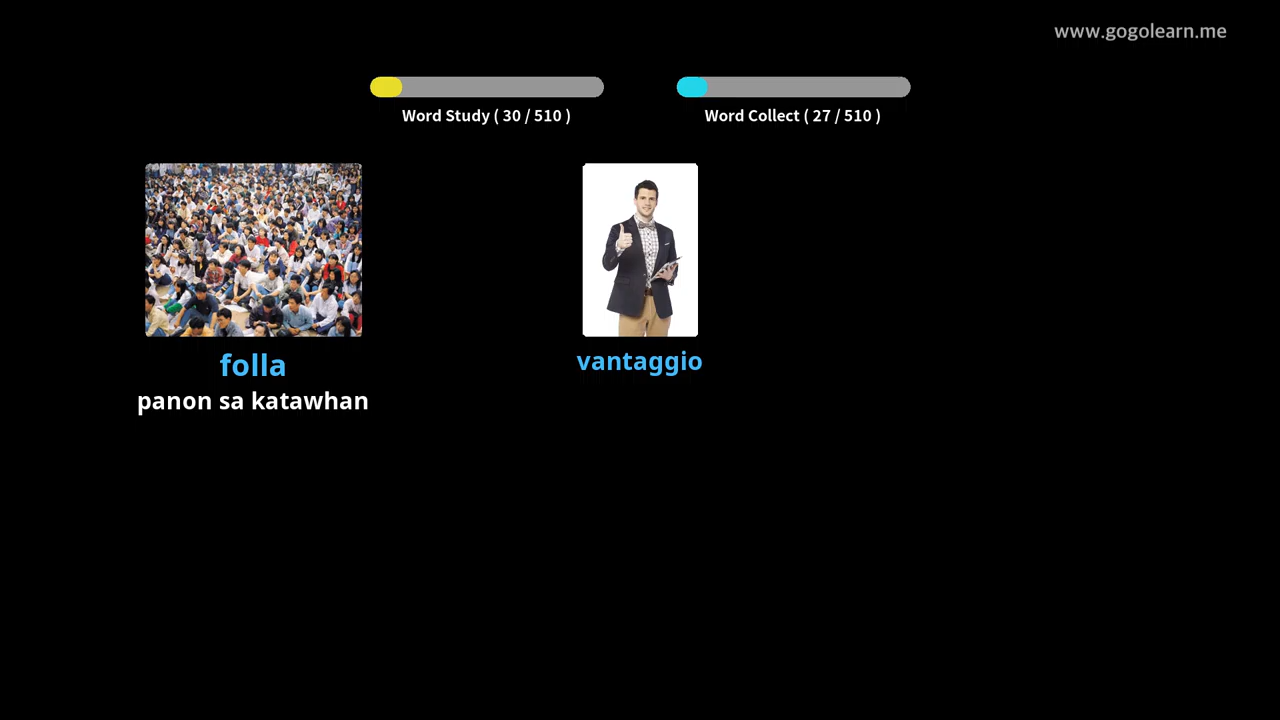 www.gogolearn.me
Word Study ( 30 / 510 )
Word Collect ( 27 / 510 )
folla
panon sa katawhan
vantaggio